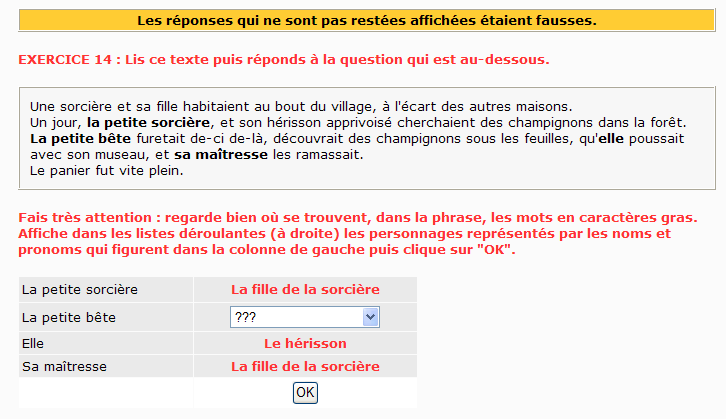 Les réponses qui ne sont pas restées affichées étaient fausses.
EXERCICE 14 : Lis ce texte puis réponds à la question qui est au-dessous.
Une sorcière et sa fille habitaient au bout du village, à l'écart des autres maisons.
Un jour, la petite sorcière, et son hérisson apprivoisé cherchaient des champignons dans la forêt.
La petite bête furetait de-ci de-là, découvrait des champignons sous les feuilles, qu'elle poussait
avec son museau, et sa maîtresse les ramassait.
Le panier fut vite plein.
Fais très attention : regarde bien où se trouvent, dans la phrase, les mots en caractères gras.
Affiche dans les listes déroulantes (à droite) les personnages représentés par les noms et
pronoms qui figurent dans la colonne de gauche puis clique sur "OK".
La petite sorcière La fille de la sorcière
La petite bête ???
Elle Le hérisson
Sa maîtresse La fille de la sorcière
OK